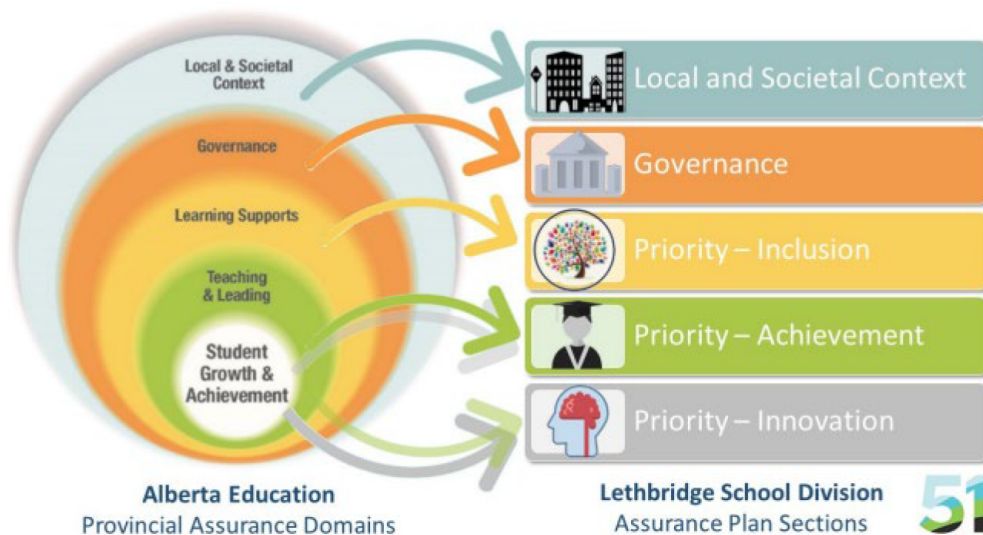 Local & Societal
Context
Governance
Learning Supports
Teaching
& Leading
Student
Growth &
Achievement
Alberta Education
Provincial Assurance Domains
Local and Societal Context
Governance
Priority – Inclusion
Priority – Achievement
Priority – Innovation
Lethbridge School Division
Assurance Plan Sections
51